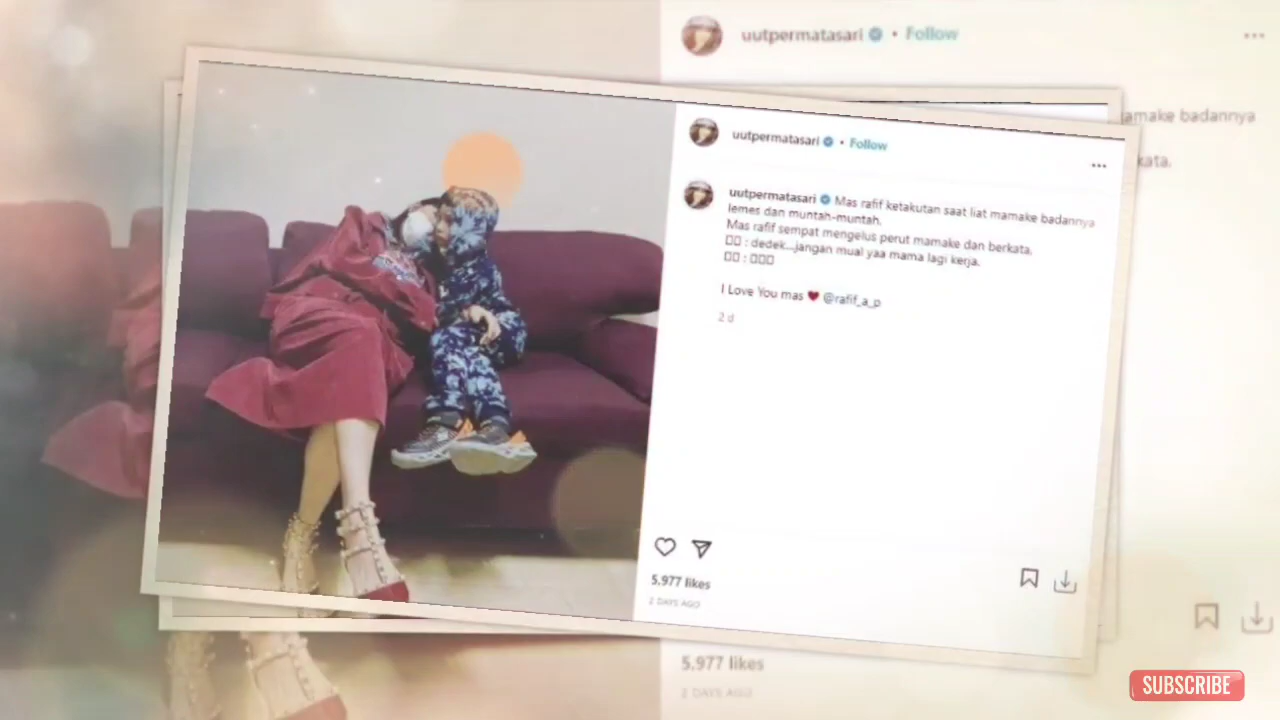 uutpermatasari • Follow
amake badannya
kata.
uutpermatasari • Follow
uutpermatasari Mas rafif ketakutan saat liat mamake badannya
lemes dan muntah-muntah.
Mas rafif sempat mengelus perut mamake dan berkata.
□□ : dedek...jangan mual yaa mama lagi kerja.
□□ : □□□
I Love You mas ♥ @rafif_a_p
2 d
5.977 likes
2 DAYS AGO
5.977 likes
2 DAYS AGO
SUBSCRIBE